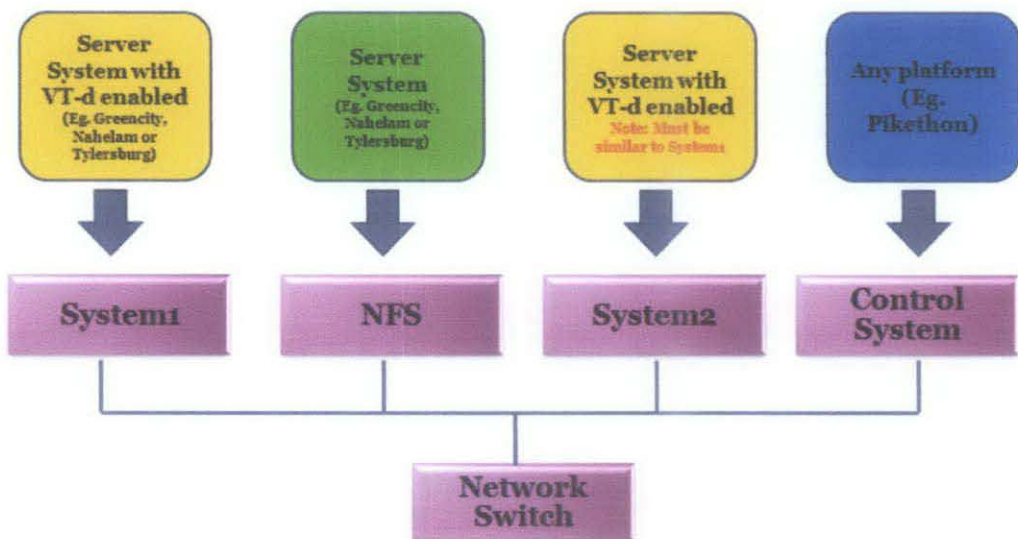 Server
System with
VT-d enabled
(Eg. Greencity,
Nahelam or
Tylersburg)
Server
System
(Eg. Greencity,
Nahelam or
Tylersburg)
Server
System with
VT-d enabled
Note: Must be
similar to System1
Any platform
(Eg.
Pikethon)
System1
NFS
System2
Control
System
Network
Switch